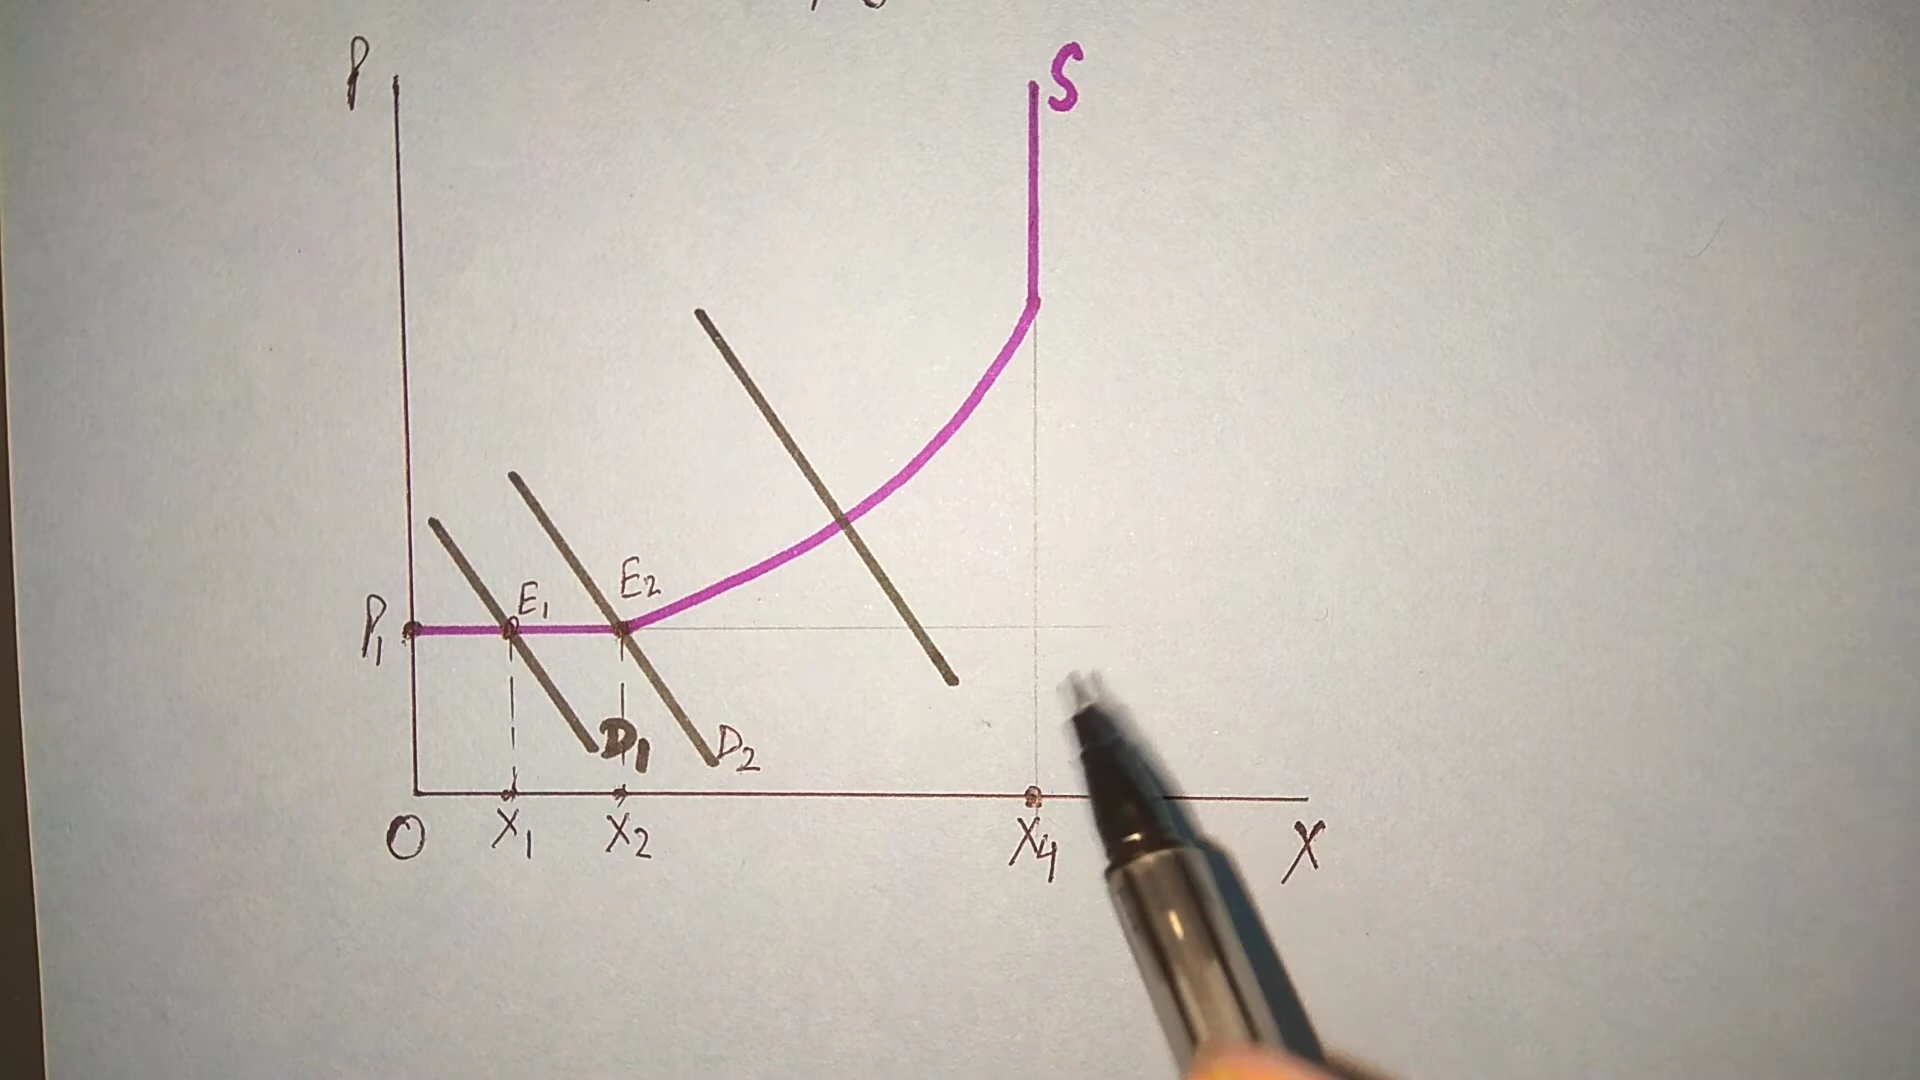 P
S
E₂
E₁
P₁
D₁
D₂
O
X₁
X₂
X₄
X